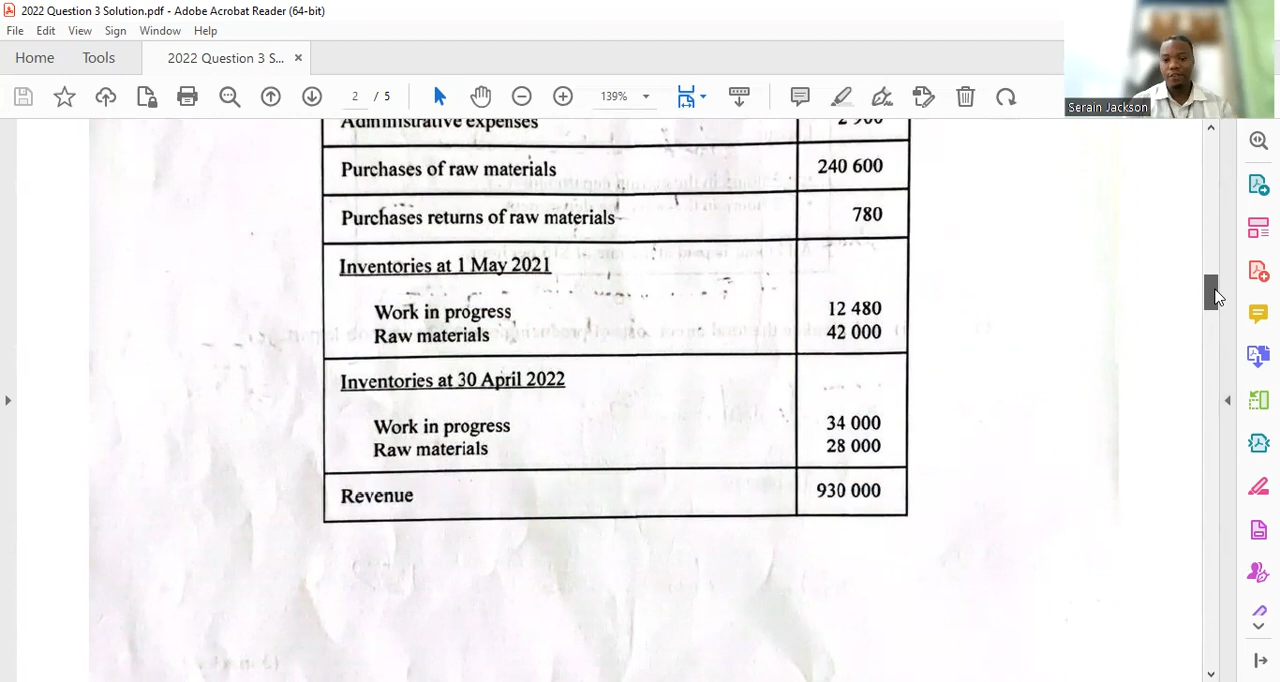 2022 Question 3 Solution.pdf - Adobe Acrobat Reader (64-bit)
File Edit View Sign Window Help
Home Tools 2022 Question 3 S... ×
2 / 5 139%
Serain Jackson
Administrative expenses 2 900
Purchases of raw materials 240 600
Purchases returns of raw materials 780
Inventories at 1 May 2021
Work in progress 12 480
Raw materials 42 000
Inventories at 30 April 2022
Work in progress 34 000
Raw materials 28 000
Revenue 930 000